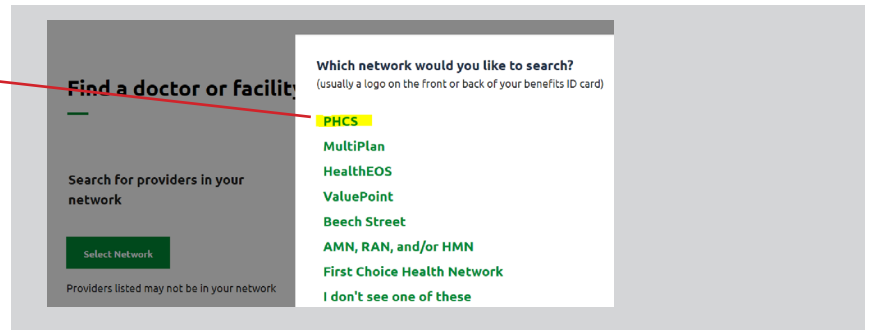 Find a doctor or facility
Search for providers in your
network
Select Network
Providers listed may not be in your network
Which network would you like to search?
(usually a logo on the front or back of your benefits ID card)
PHCS
MultiPlan
HealthEOS
ValuePoint
Beech Street
AMN, RAN, and/or HMN
First Choice Health Network
I don't see one of these